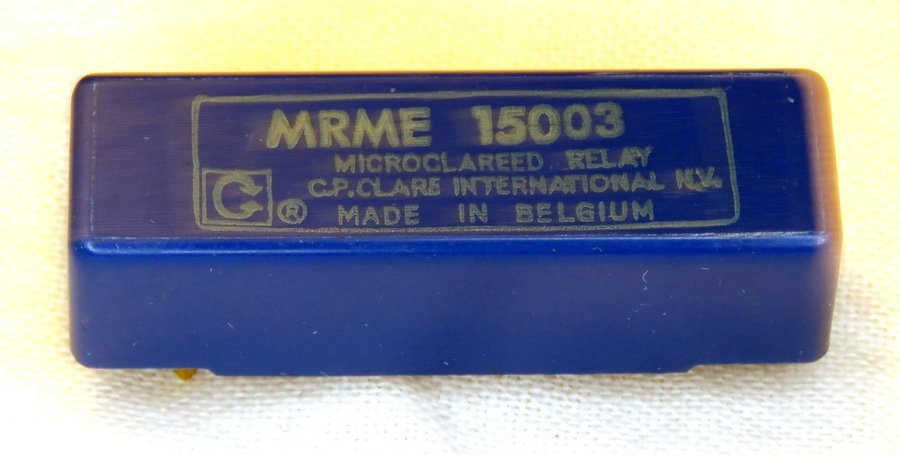 MRME 15003
MICROCLAREED RELAY
C.P. CLARE INTERNATIONAL N.V.
® MADE IN BELGIUM